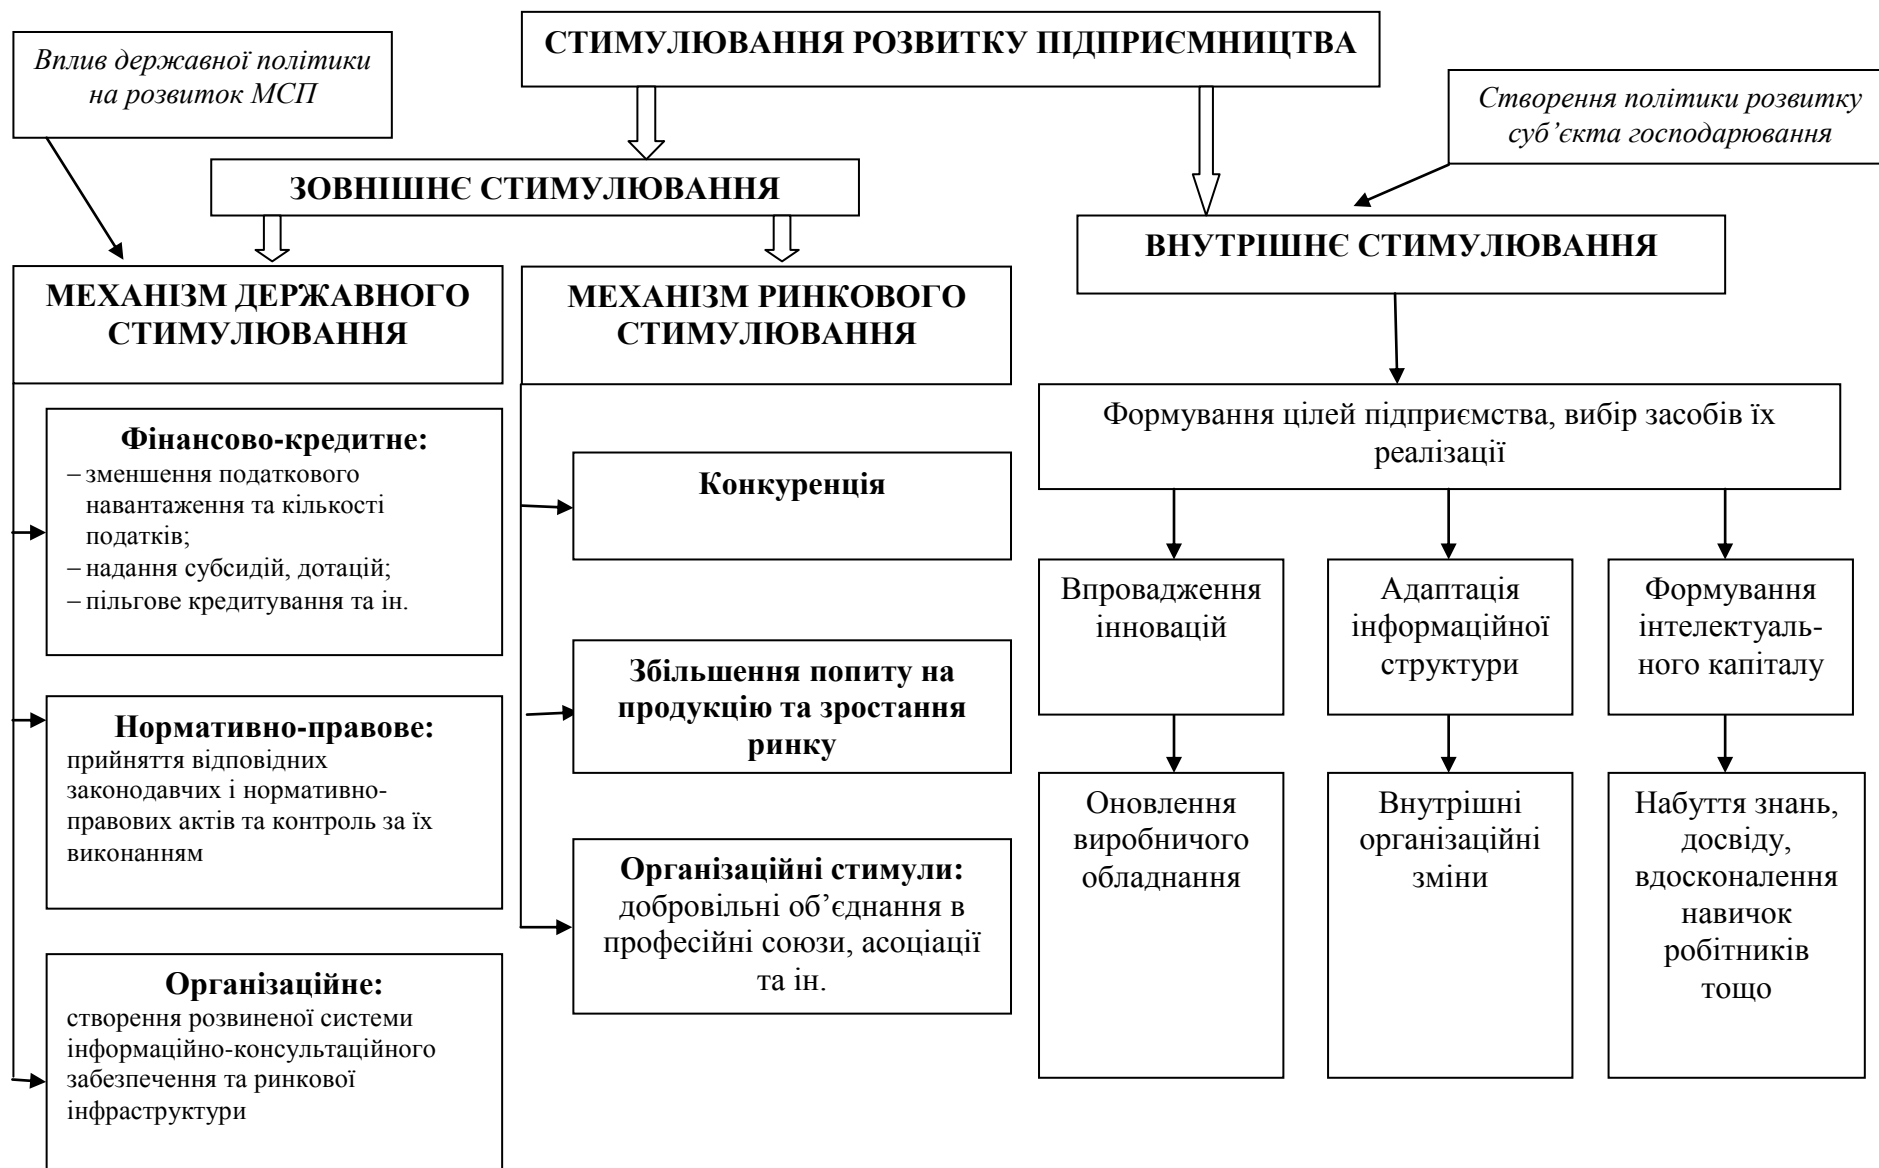 СТИМУЛЮВАННЯ РОЗВИТКУ ПІДПРИЄМНИЦТВА
Вплив державної політики
на розвиток МСП
Створення політики розвитку
суб’єкта господарювання
ЗОВНІШНЄ СТИМУЛЮВАННЯ
ВНУТРІШНЄ СТИМУЛЮВАННЯ
МЕХАНІЗМ ДЕРЖАВНОГО
СТИМУЛЮВАННЯ
МЕХАНІЗМ РИНКОВОГО
СТИМУЛЮВАННЯ
Фінансово-кредитне:
– зменшення податкового
навантаження та кількості
податків;
– надання субсидій, дотацій;
– пільгове кредитування та ін.
Нормативно-правове:
прийняття відповідних
законодавчих і нормативно-
правових актів та контроль за їх
виконанням
Організаційне:
створення розвиненої системи
інформаційно-консультаційного
забезпечення та ринкової
інфраструктури
Конкуренція
Збільшення попиту на
продукцію та зростання
ринку
Організаційні стимули:
добровільні об’єднання в
професійні союзи, асоціації
та ін.
Формування цілей підприємства, вибір засобів їх
реалізації
Впровадження
інновацій
Адаптація
інформаційної
структури
Формування
інтелектуаль-
ного капіталу
Оновлення
виробничого
обладнання
Внутрішні
організаційні
зміни
Набуття знань,
досвіду,
вдосконалення
навичок
робітників
тощо